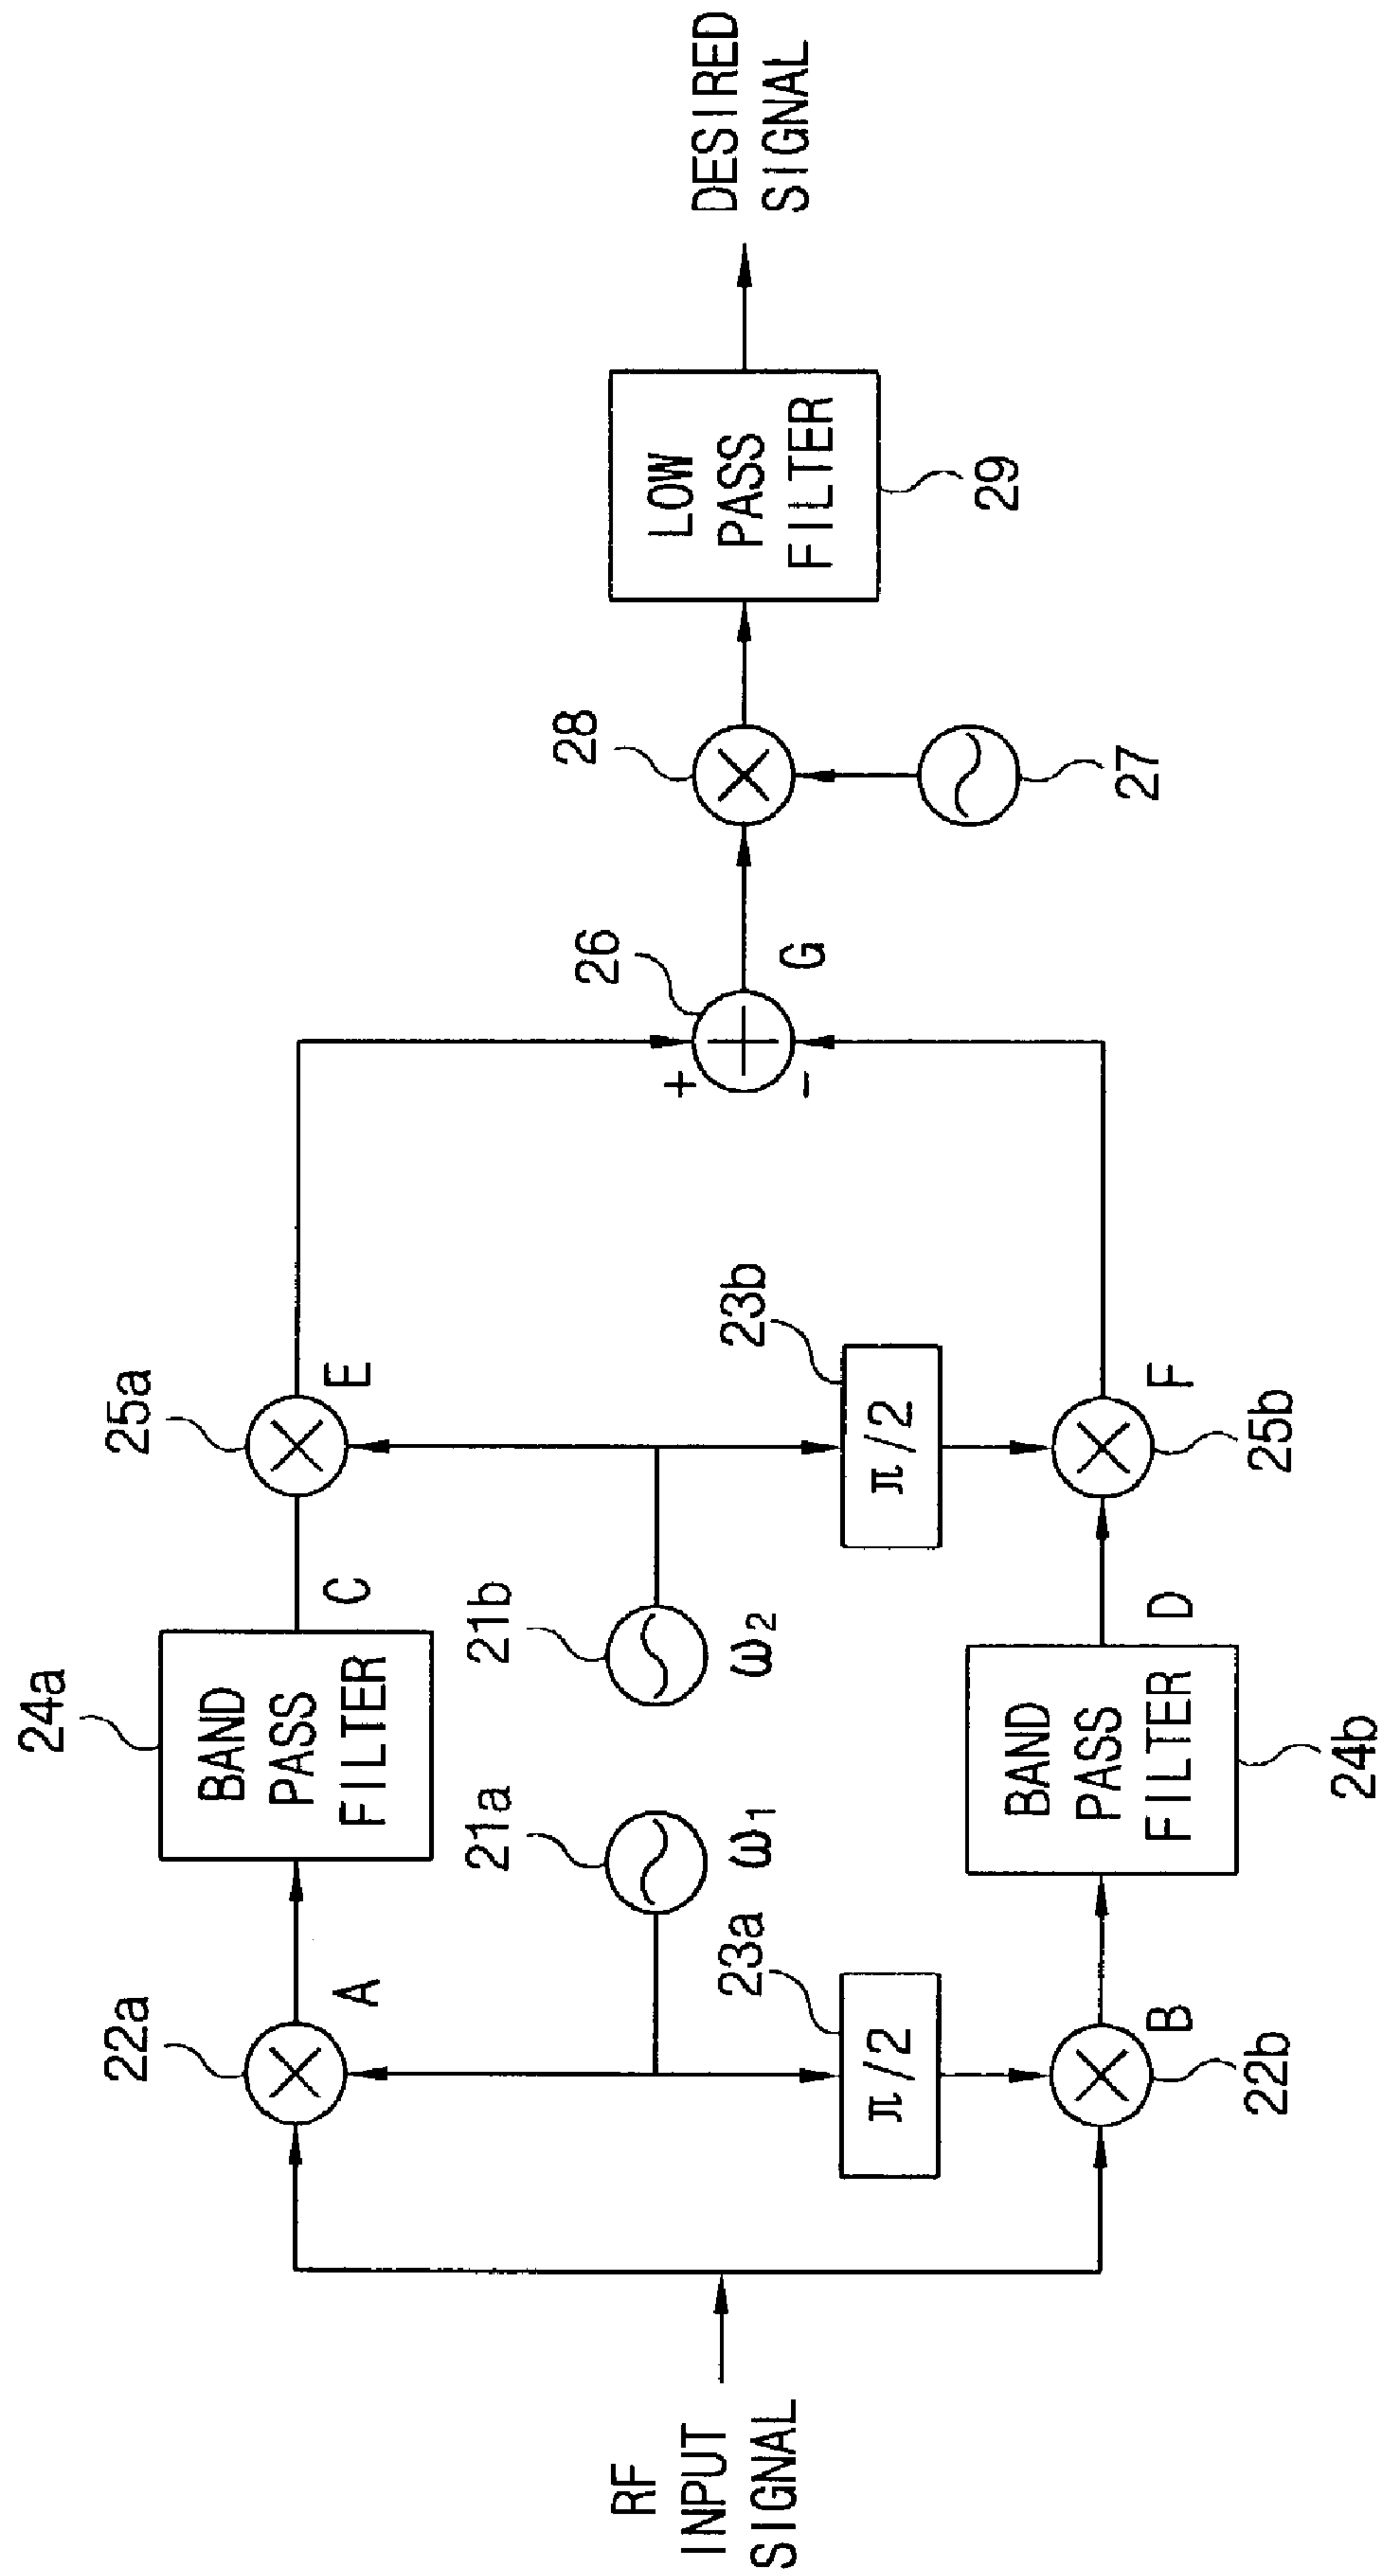 RF
INPUT
SIGNAL
22a
A
24a
BAND
PASS
FILTER
C
25a
E
21a
ω1
21b
ω2
23a
π/2
23b
π/2
22b
B
BAND
PASS
FILTER
24b
D
25b
F
+
-
26
G
28
27
LOW
PASS
FILTER
29
DESIRED
SIGNAL